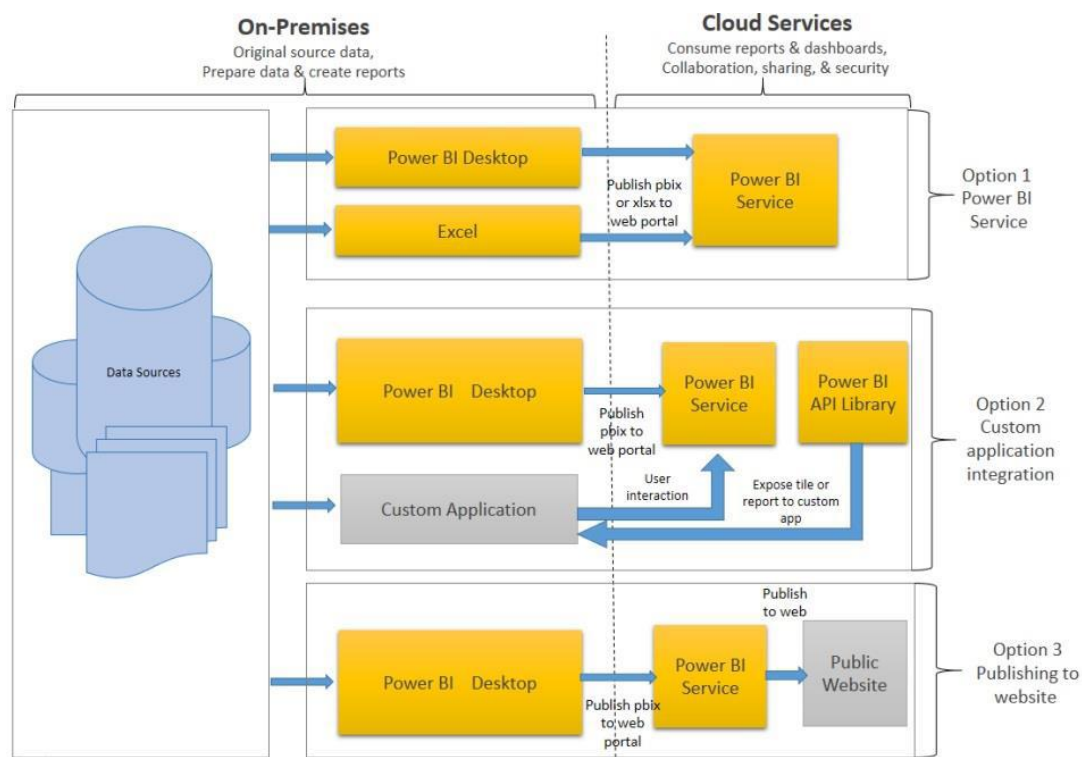 On-Premises
Original source data,
Prepare data & create reports
Cloud Services
Consume reports & dashboards,
Collaboration, sharing, & security
Data Sources
Power BI Desktop
Excel
Publish pbix
or xlsx to
web portal
Power BI
Service
Option 1
Power BI
Service
Power BI Desktop
Custom Application
Publish
pbix to
web portal
Power BI
Service
Power BI
API Library
User
interaction
Expose tile or
report to custom
app
Option 2
Custom
application
integration
Power BI Desktop
Publish pbix
to web
portal
Power BI
Service
Publish
to web
Public
Website
Option 3
Publishing to
website